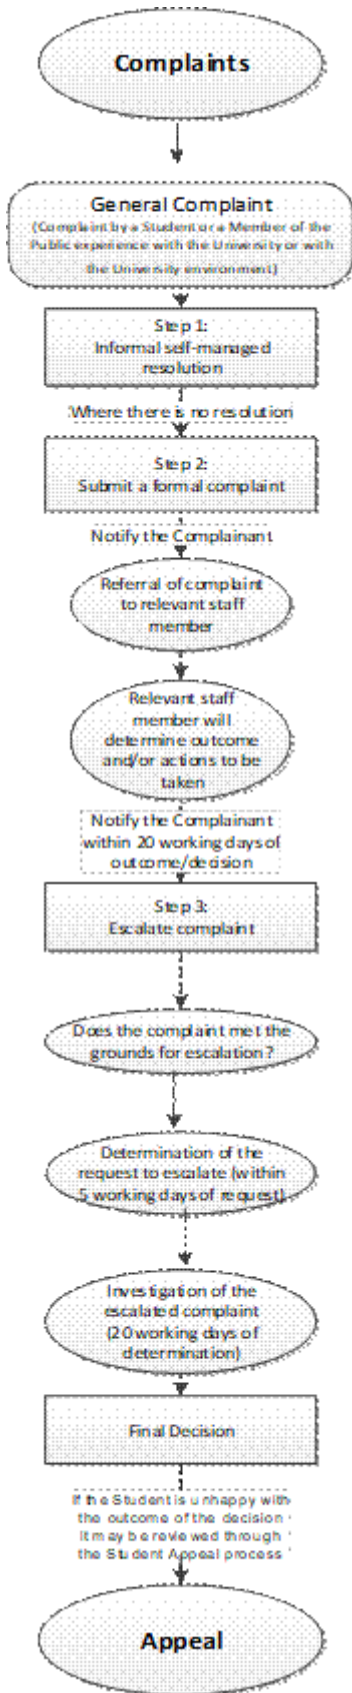 Complaints
General Complaint
(Complaint by a Student or a Member of the
Public experience with the University or with
the University environment)
Step 1:
Informal self-managed
resolution
Where there is no resolution
Step 2:
Submit a formal complaint
Notify the Complainant
Referral of complaint
to relevant staff
member
Relevant staff
member will
determine outcome
and/or actions to be
taken
Notify the Complainant
within 20 working days of
outcome/decision
Step 3:
Escalate complaint
Does the complaint met the
grounds for escalation?
Determination of the
request to escalate (within
5 working days of request)
Investigation of the
escalated complaint
(20 working days of
determination)
Final Decision
If the Student is unhappy with
the outcome of the decision
it may be reviewed through
the Student Appeal process
Appeal